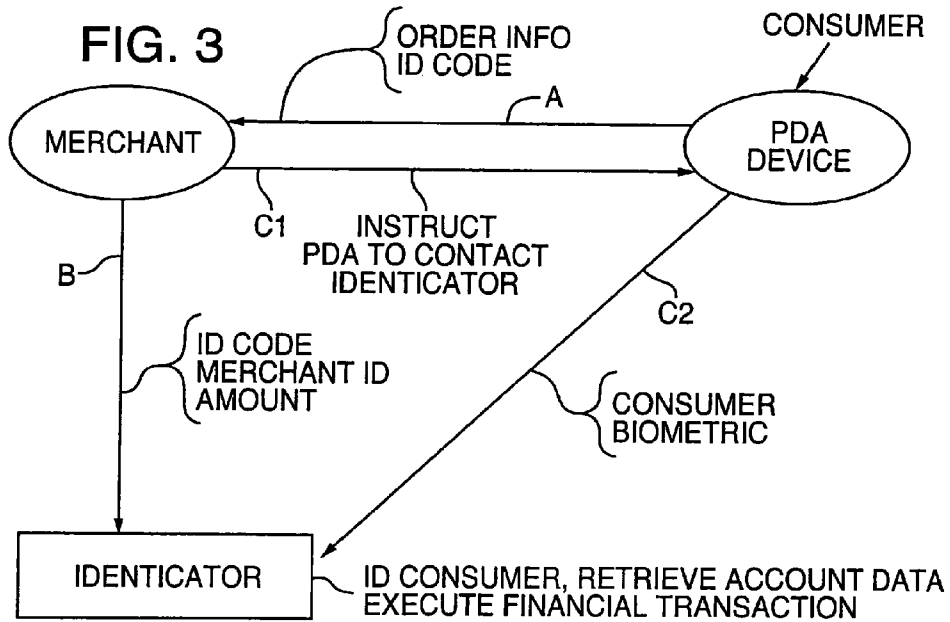 FIG. 3
ORDER INFO
ID CODE
CONSUMER
A
MERCHANT
PDA
DEVICE
C1
INSTRUCT
PDA TO CONTACT
IDENTICATOR
B
C2
ID CODE
MERCHANT ID
AMOUNT
CONSUMER
BIOMETRIC
IDENTICATOR
ID CONSUMER, RETRIEVE ACCOUNT DATA
EXECUTE FINANCIAL TRANSACTION